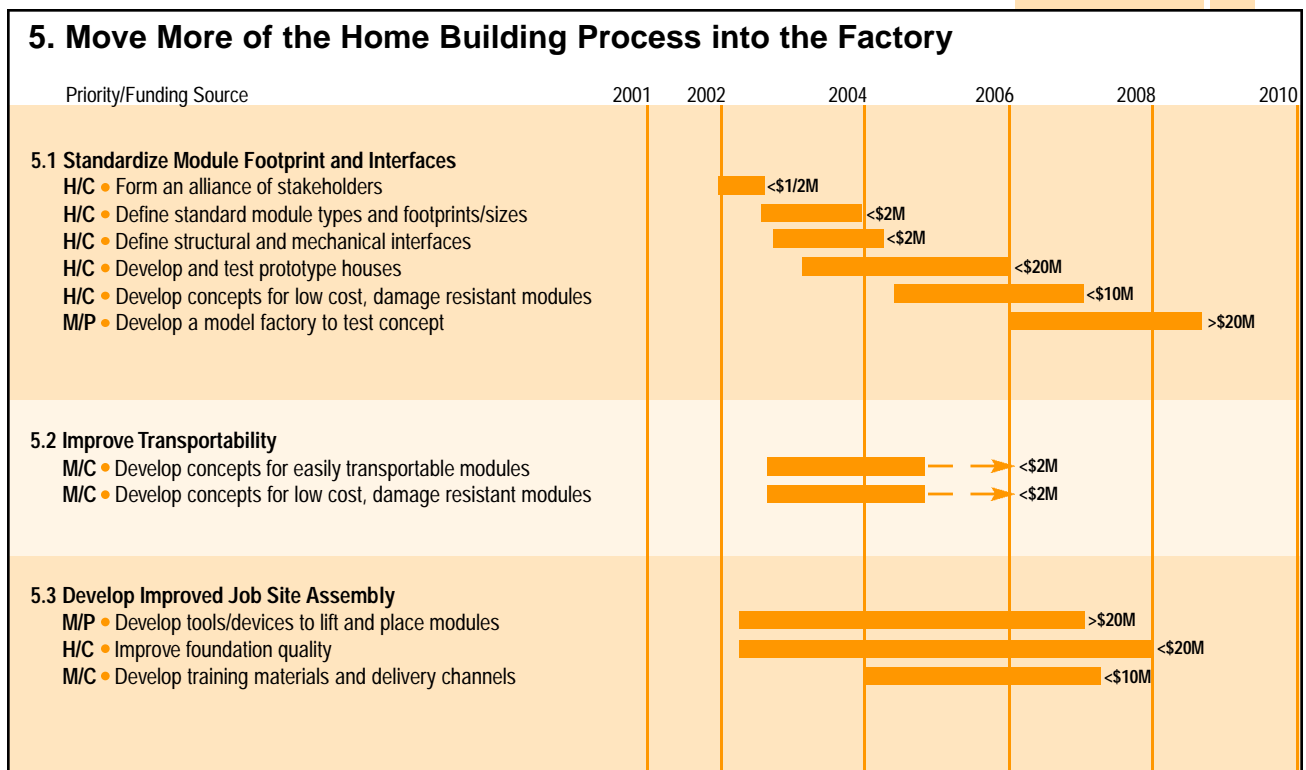 5. Move More of the Home Building Process into the Factory
Priority/Funding Source 2001 2002 2004 2006 2008 2010
5.1 Standardize Module Footprint and Interfaces
H/C • Form an alliance of stakeholders <$1/2M
H/C • Define standard module types and footprints/sizes <$2M
H/C • Define structural and mechanical interfaces <$2M
H/C • Develop and test prototype houses <$20M
H/C • Develop concepts for low cost, damage resistant modules <$10M
M/P • Develop a model factory to test concept >$20M
5.2 Improve Transportability
M/C • Develop concepts for easily transportable modules <$2M
M/C • Develop concepts for low cost, damage resistant modules <$2M
5.3 Develop Improved Job Site Assembly
M/P • Develop tools/devices to lift and place modules >$20M
H/C • Improve foundation quality <$20M
M/C • Develop training materials and delivery channels <$10M